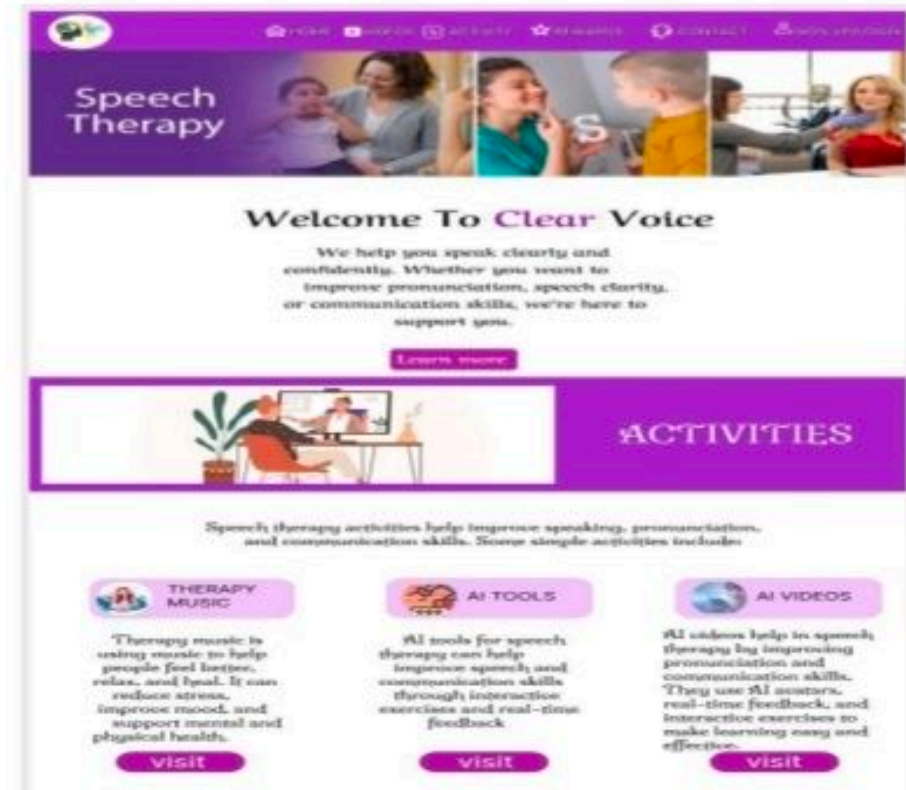 HOME VIDEOS ACTIVITY REWARDS CONTACT
Speech
Therapy
S
Welcome To Clear Voice
We help you speak clearly and
confidently. Whether you want to
improve pronunciation, speech clarity,
or communication skills, we're here to
support you.
Learn more
ACTIVITIES
Speech therapy activities help improve speaking, pronunciation,
and communication skills. Some simple activities include:
THERAPY
MUSIC
Therapy music is
using music to help
people feel better,
relax, and heal. It can
reduce stress,
improve mood, and
support mental and
physical health.
visit
AI TOOLS
AI tools for speech
therapy can help
improve speech and
communication skills
through interactive
exercises and real-time
feedback
visit
AI VIDEOS
AI videos help in speech
therapy by improving
pronunciation and
communication skills.
They use AI avatars,
real-time feedback, and
interactive exercises to
make learning easy and
effective.
visit